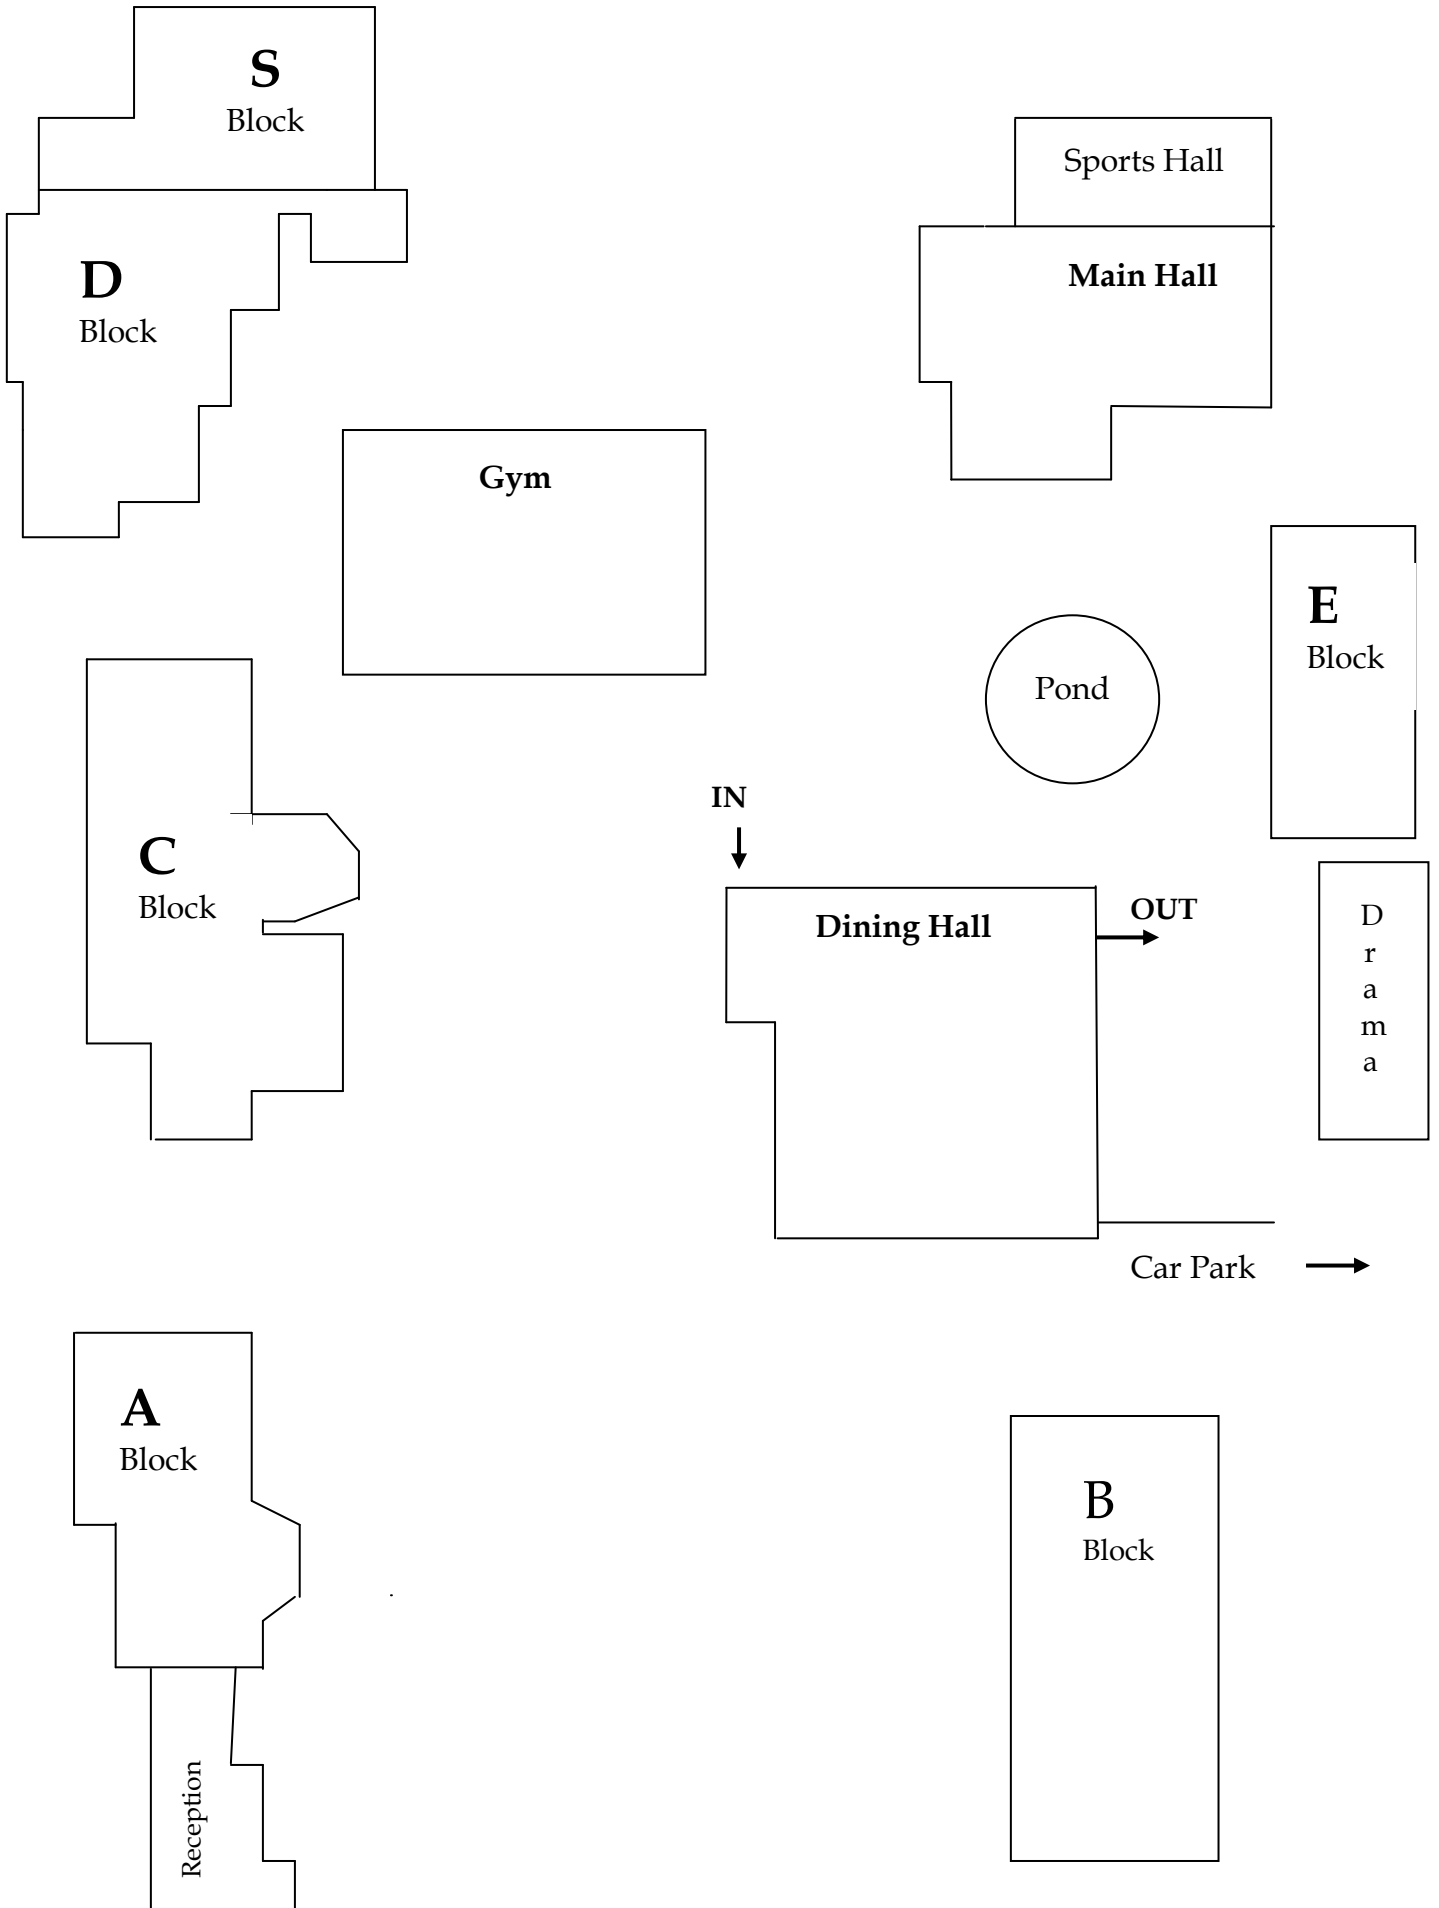 S
Block
Sports Hall
D
Block
Main Hall
Gym
E
Block
Pond
IN
C
Block
Dining Hall
OUT
D
r
a
m
a
Car Park
A
Block
B
Block
Reception